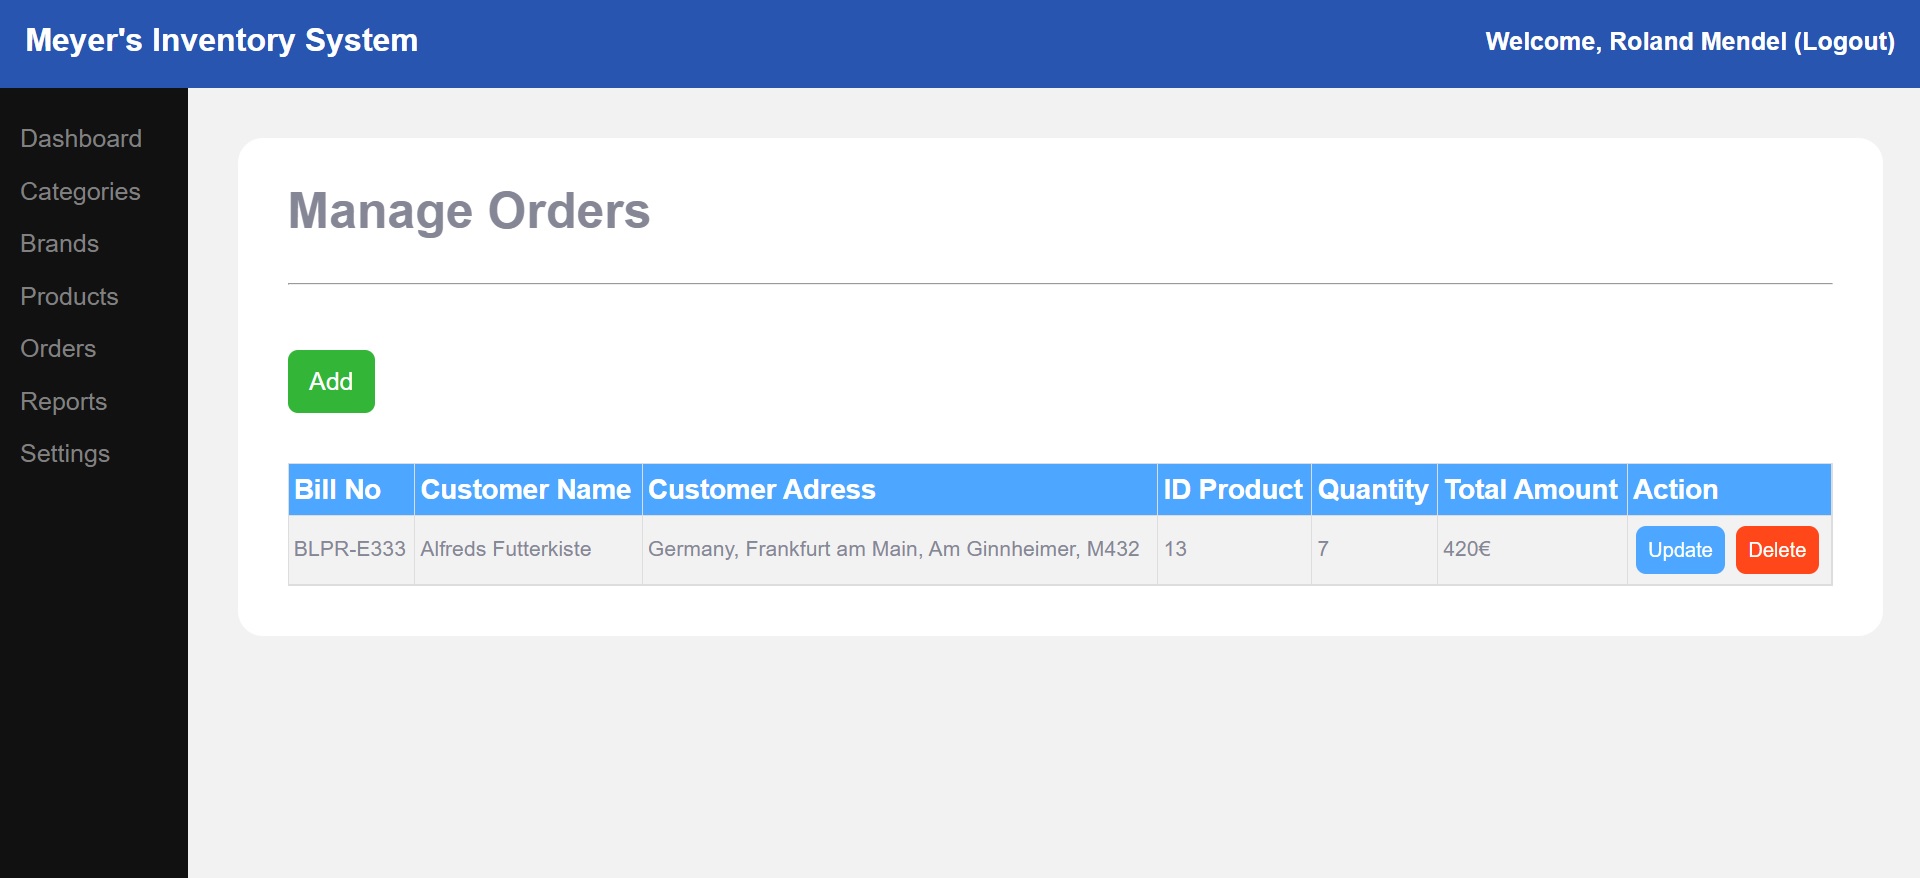 Meyer's Inventory System
Welcome, Roland Mendel (Logout)
Dashboard
Categories
Brands
Products
Orders
Reports
Settings
Manage Orders
Add
Bill No Customer Name Customer Adress ID Product Quantity Total Amount Action
BLPR-E333 Alfreds Futterkiste Germany, Frankfurt am Main, Am Ginnheimer, M432 13 7 420€ Update Delete